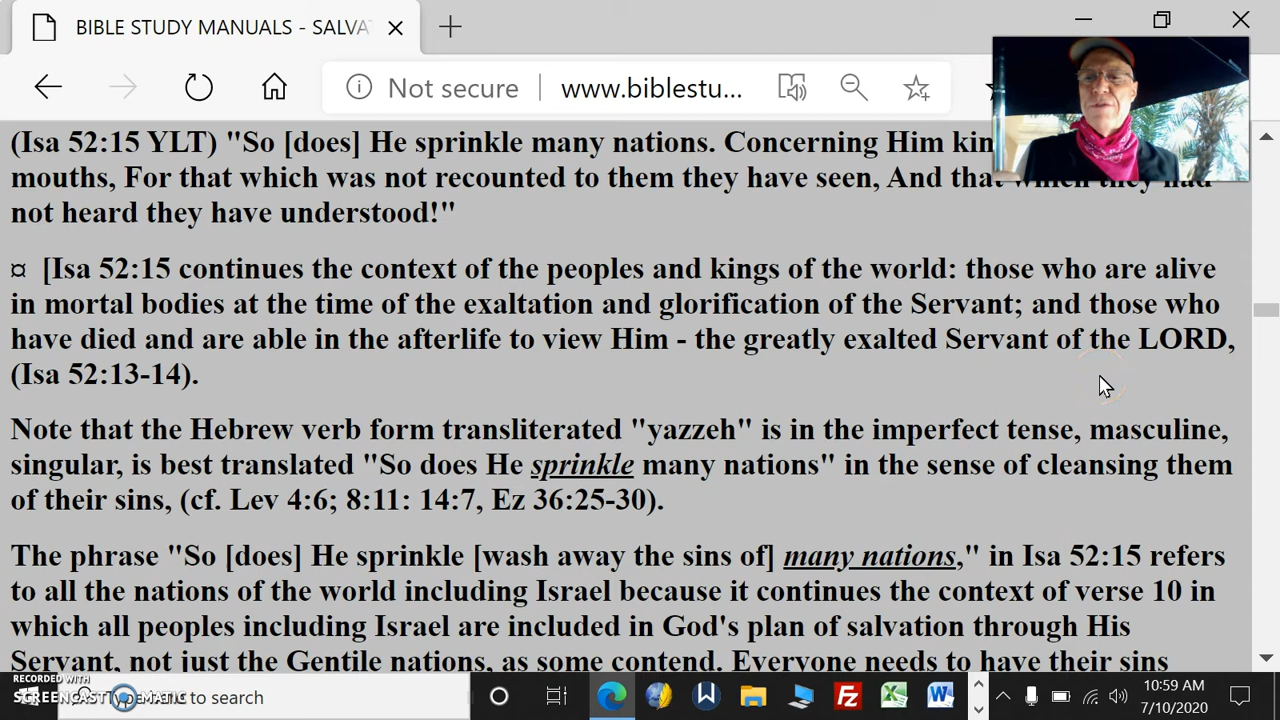 BIBLE STUDY MANUALS - SALVA
Not secure
www.biblestu...
(Isa 52:15 YLT) "So [does] He sprinkle many nations. Concerning Him kin
mouths, For that which was not recounted to them they have seen, And that which they had
not heard they have understood!"
¤ [Isa 52:15 continues the context of the peoples and kings of the world: those who are alive
in mortal bodies at the time of the exaltation and glorification of the Servant; and those who
have died and are able in the afterlife to view Him - the greatly exalted Servant of the LORD,
(Isa 52:13-14).
Note that the Hebrew verb form transliterated "yazzeh" is in the imperfect tense, masculine,
singular, is best translated "So does He sprinkle many nations" in the sense of cleansing them
of their sins, (cf. Lev 4:6; 8:11: 14:7, Ez 36:25-30).
The phrase "So [does] He sprinkle [wash away the sins of] many nations," in Isa 52:15 refers
to all the nations of the world including Israel because it continues the context of verse 10 in
which all peoples including Israel are included in God's plan of salvation through His
Servant, not just the Gentile nations, as some contend. Everyone needs to have their sins
RECORDED WITH
SCREENCAST MATIC
Type here to search
10:59 AM
7/10/2020